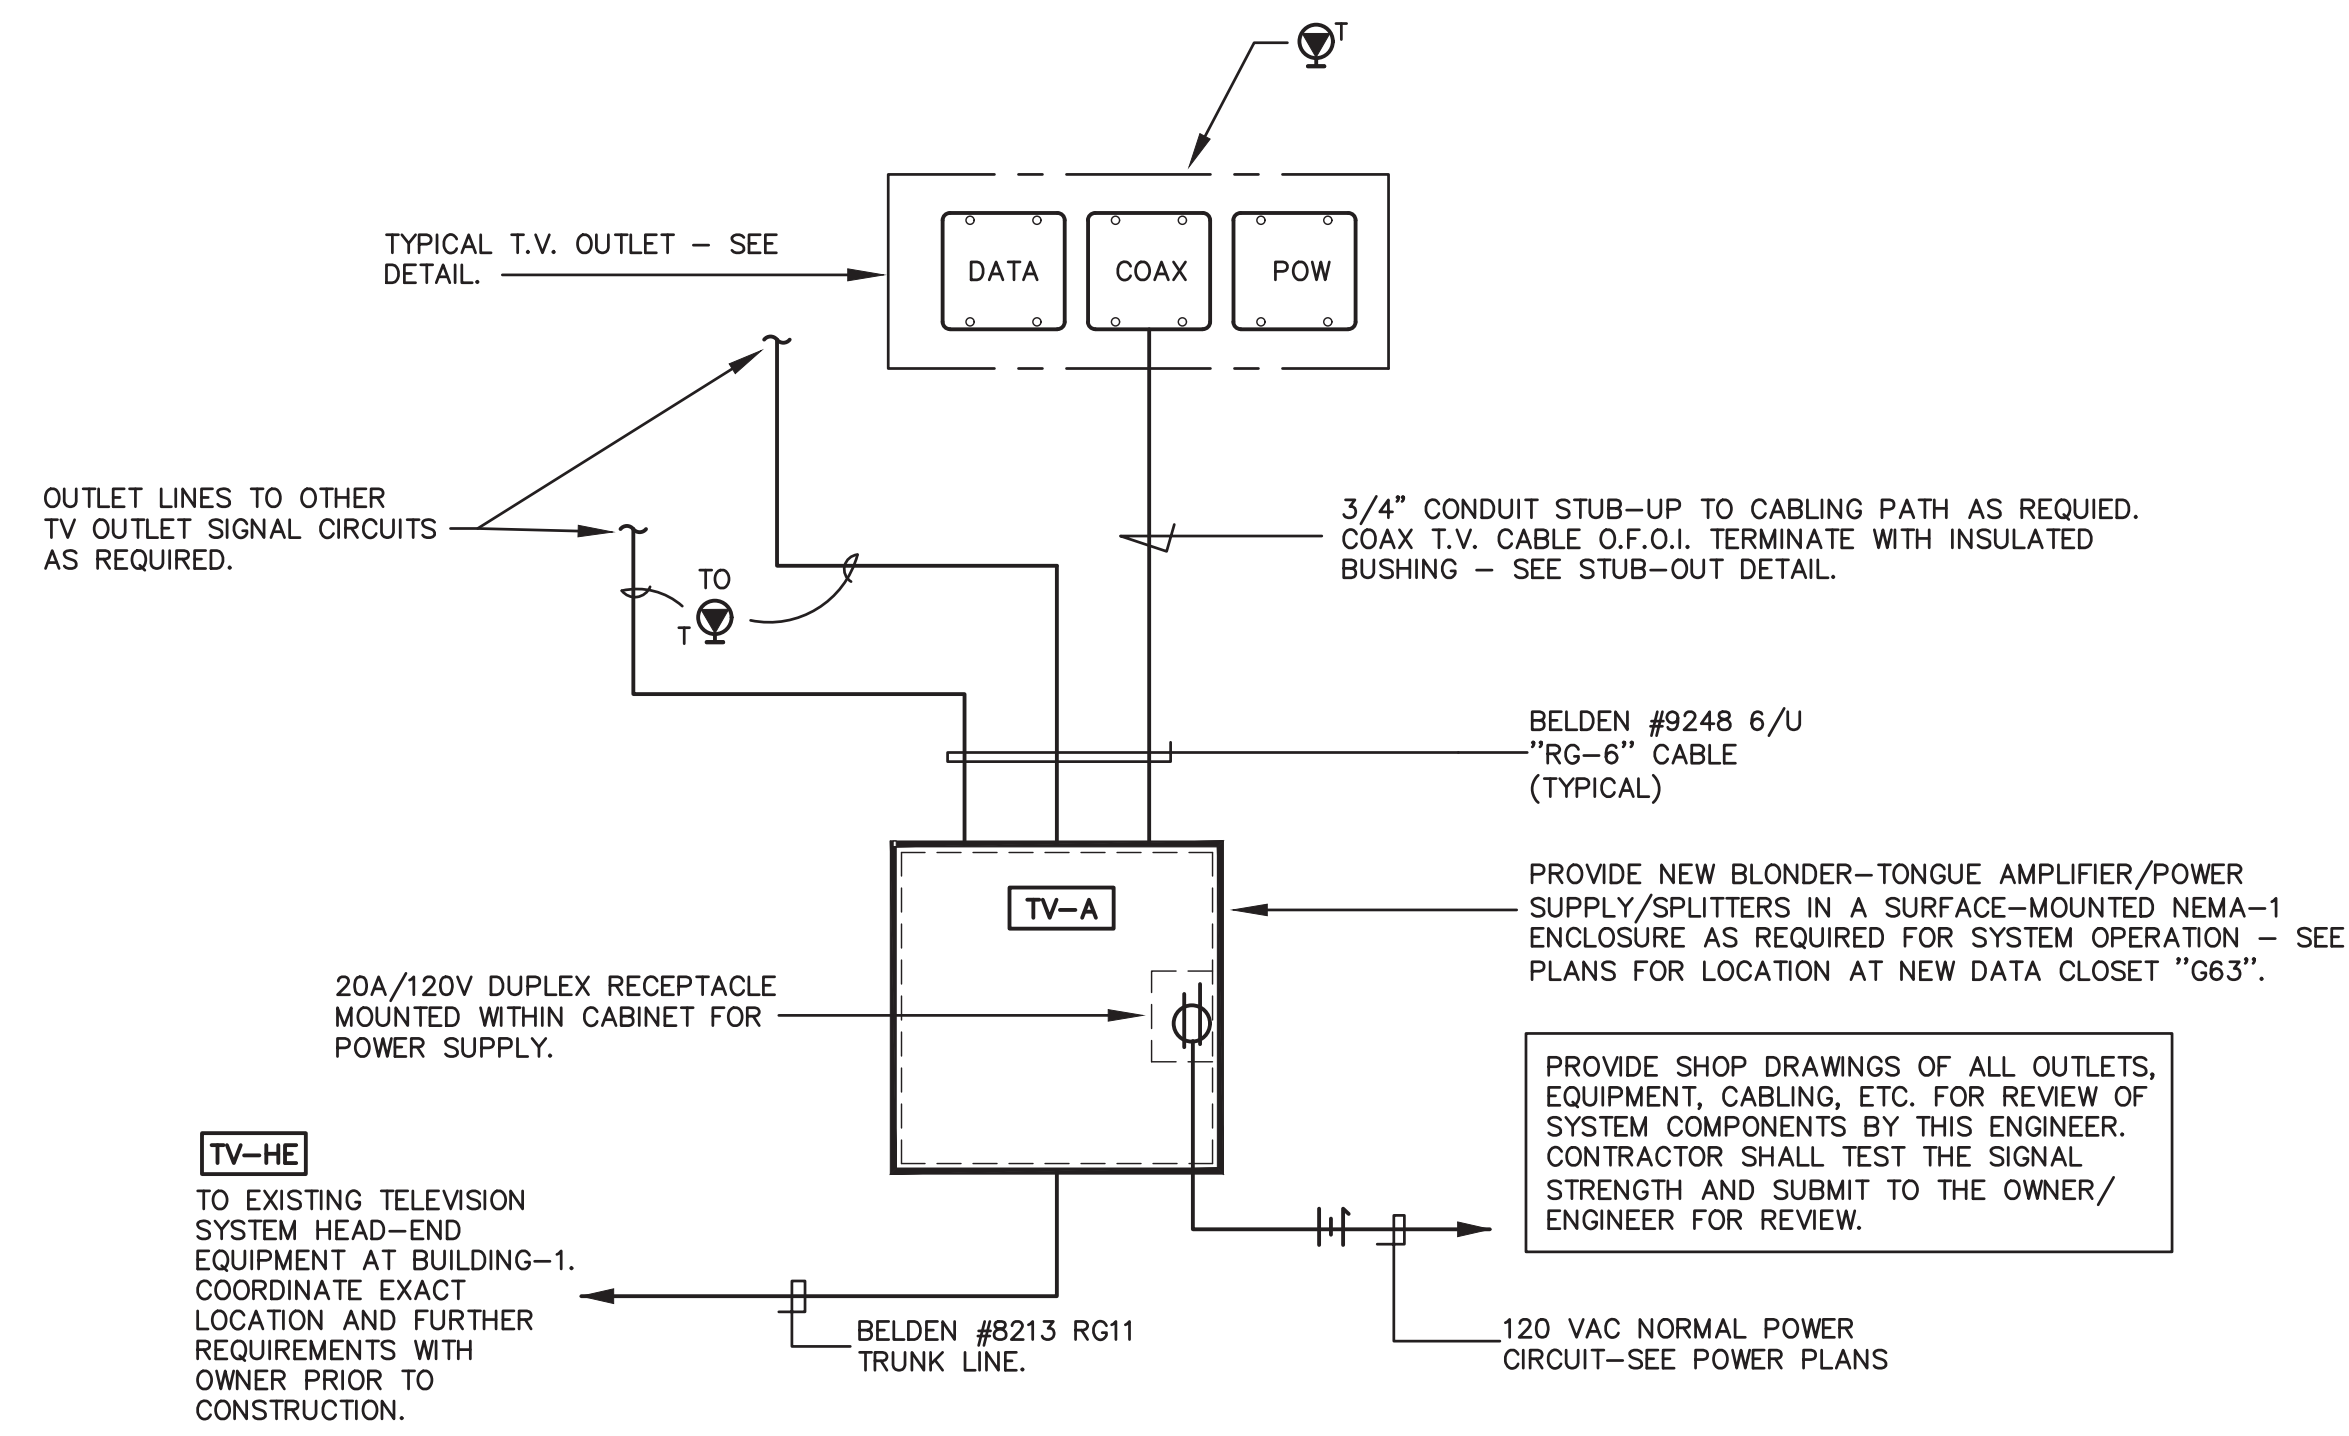 T
TYPICAL T.V. OUTLET – SEE
DETAIL.
DATA
COAX
POW
OUTLET LINES TO OTHER
TV OUTLET SIGNAL CIRCUITS
AS REQUIRED.
TO
T
3/4” CONDUIT STUB–UP TO CABLING PATH AS REQUIED.
COAX T.V. CABLE O.F.O.I. TERMINATE WITH INSULATED
BUSHING – SEE STUB–OUT DETAIL.
BELDEN #9248 6/U
”RG–6” CABLE
(TYPICAL)
TV–A
PROVIDE NEW BLONDER–TONGUE AMPLIFIER/POWER
SUPPLY/SPLITTERS IN A SURFACE–MOUNTED NEMA–1
ENCLOSURE AS REQUIRED FOR SYSTEM OPERATION – SEE
PLANS FOR LOCATION AT NEW DATA CLOSET ”G63”.
20A/120V DUPLEX RECEPTACLE
MOUNTED WITHIN CABINET FOR
POWER SUPPLY.
PROVIDE SHOP DRAWINGS OF ALL OUTLETS,
EQUIPMENT, CABLING, ETC. FOR REVIEW OF
SYSTEM COMPONENTS BY THIS ENGINEER.
CONTRACTOR SHALL TEST THE SIGNAL
STRENGTH AND SUBMIT TO THE OWNER/
ENGINEER FOR REVIEW.
TV–HE
TO EXISTING TELEVISION
SYSTEM HEAD–END
EQUIPMENT AT BUILDING–1.
COORDINATE EXACT
LOCATION AND FURTHER
REQUIREMENTS WITH
OWNER PRIOR TO
CONSTRUCTION.
BELDEN #8213 RG11
TRUNK LINE.
120 VAC NORMAL POWER
CIRCUIT–SEE POWER PLANS